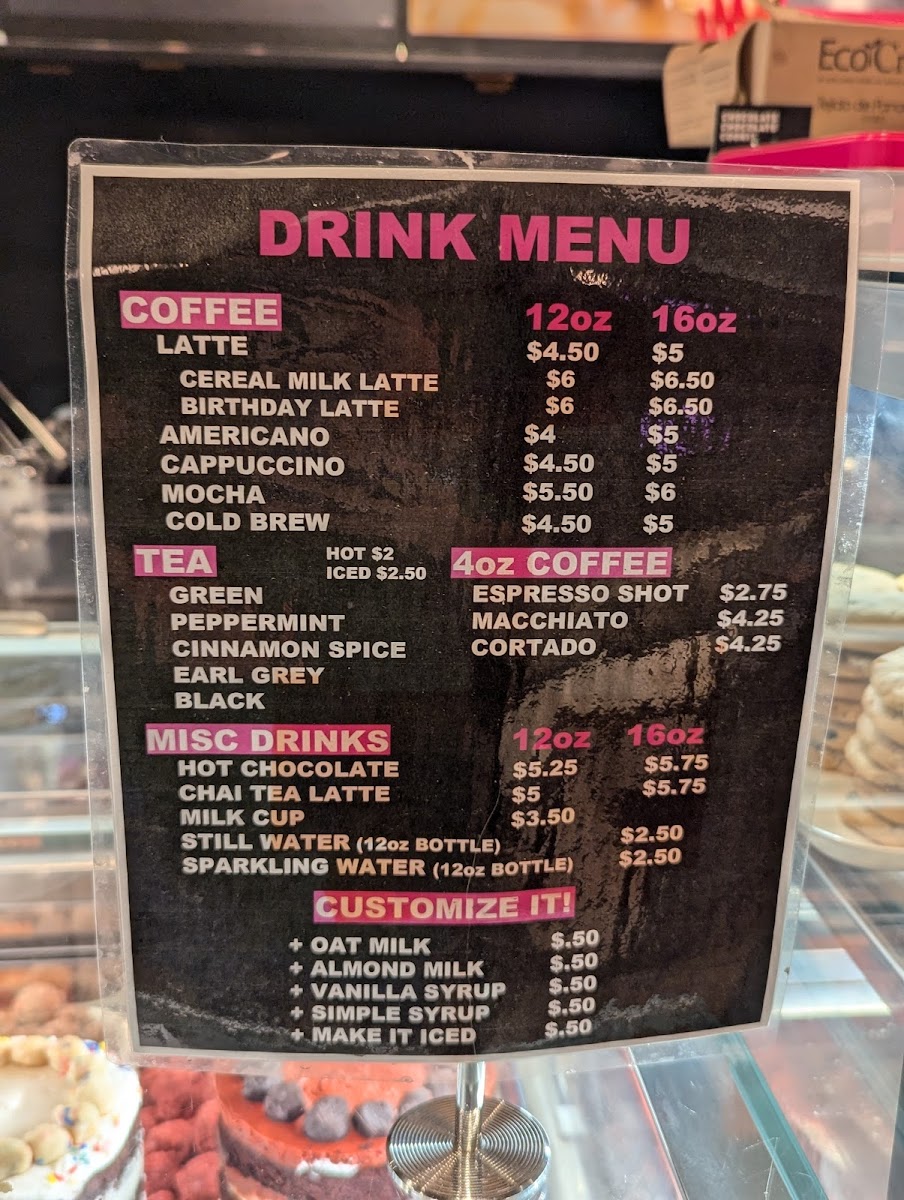 EcoCr
DRINK MENU
COFFEE 12oz 16oz
LATTE $4.50 $5
CEREAL MILK LATTE $6 $6.50
BIRTHDAY LATTE $6 $6.50
AMERICANO $4 $5
CAPPUCCINO $4.50 $5
MOCHA $5.50 $6
COLD BREW $4.50 $5
TEA HOT $2
ICED $2.50
GREEN
PEPPERMINT
CINNAMON SPICE
EARL GREY
BLACK
4oz COFFEE
ESPRESSO SHOT $2.75
MACCHIATO $4.25
CORTADO $4.25
MISC DRINKS 12oz 16oz
HOT CHOCOLATE $5.25 $5.75
CHAI TEA LATTE $5 $5.75
MILK CUP $3.50
STILL WATER (12oz BOTTLE) $2.50
SPARKLING WATER (12oz BOTTLE) $2.50
CUSTOMIZE IT!
+ OAT MILK $.50
+ ALMOND MILK $.50
+ VANILLA SYRUP $.50
+ SIMPLE SYRUP $.50
+ MAKE IT ICED $.50